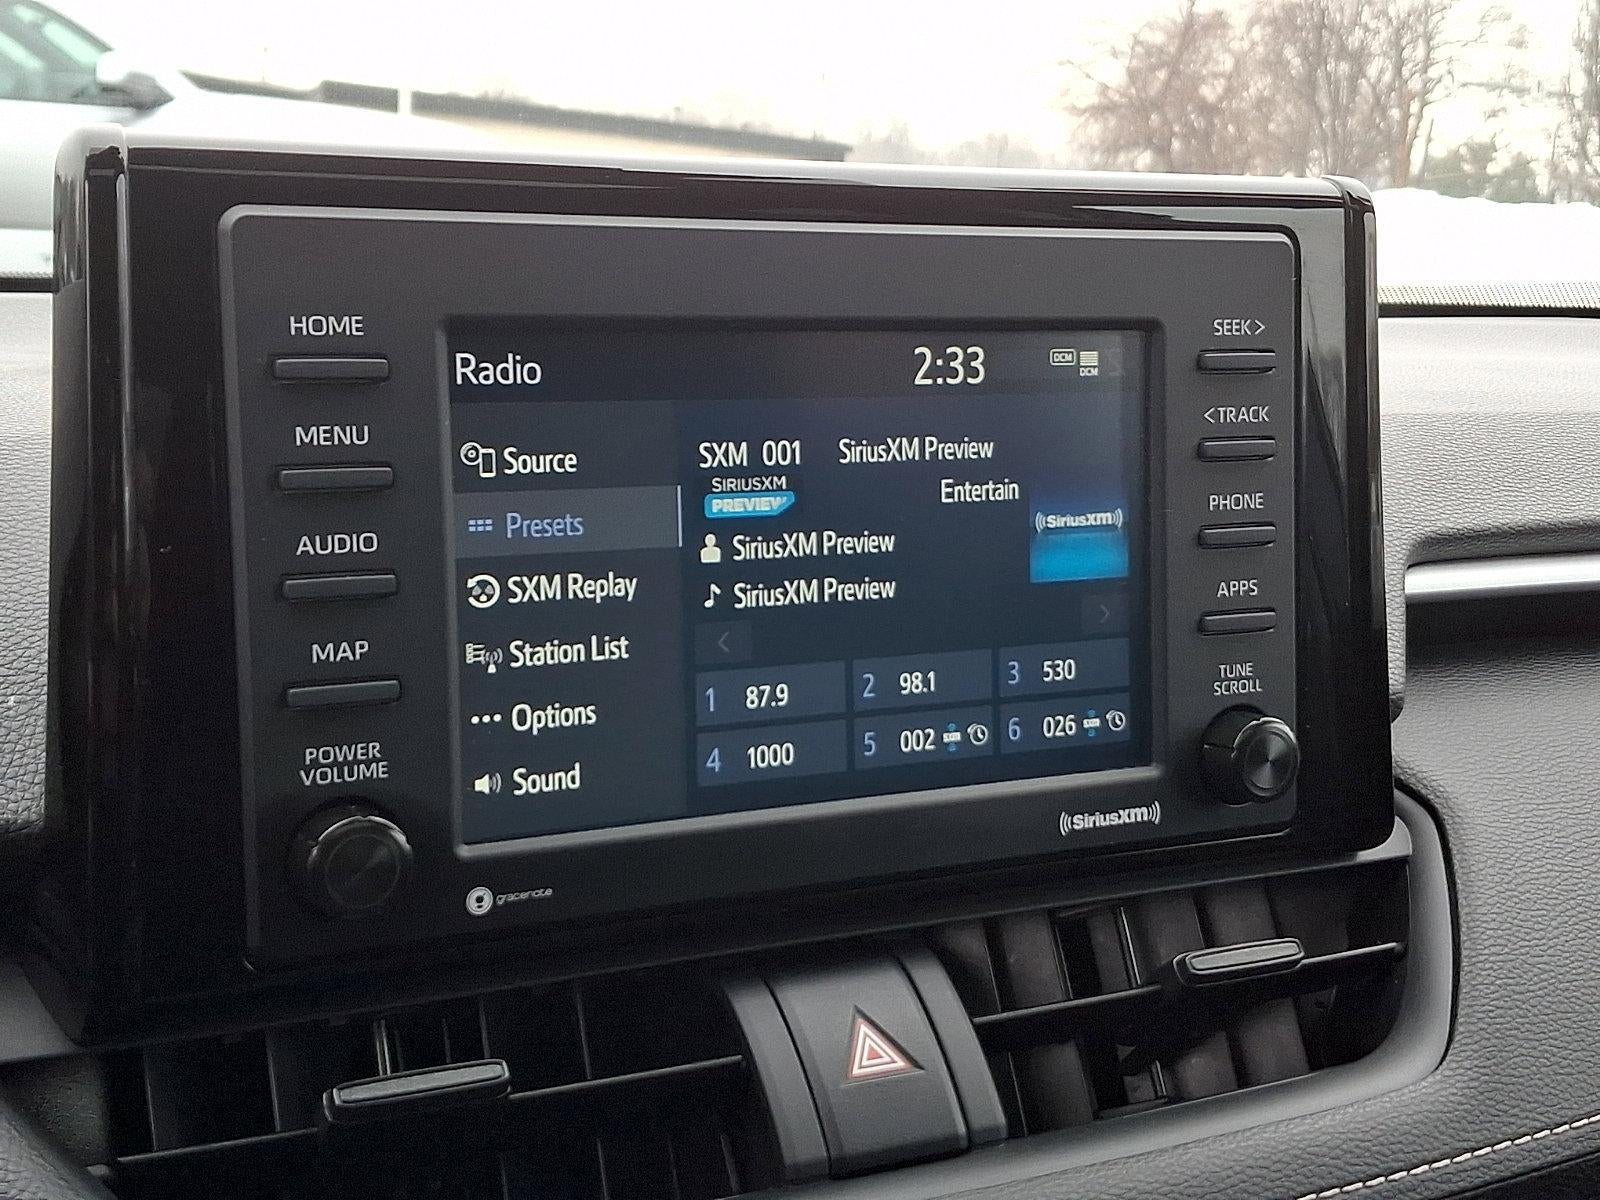 HOME
MENU
AUDIO
MAP
POWER
VOLUME
Radio
2:33
DCM
DCM
Source
Presets
SXM Replay
Station List
Options
Sound
SXM 001 SiriusXM Preview
SIRIUSXM
PREVIEW
Entertain
SiriusXM
SiriusXM Preview
SiriusXM Preview
<
>
1 87.9
2 98.1
3 530
4 1000
5 002
6 026
SEEK >
< TRACK
PHONE
APPS
TUNE
SCROLL
gracenote
SiriusXM